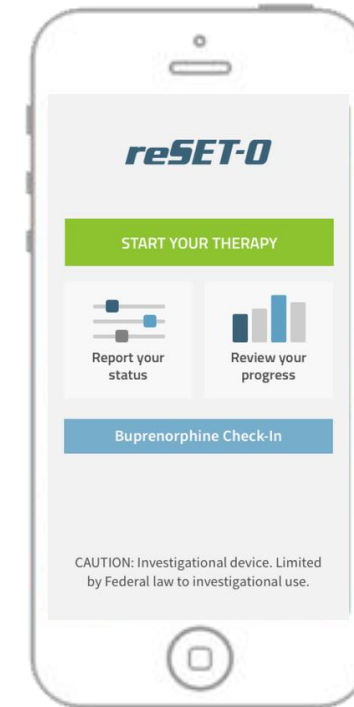 reSET-O
START YOUR THERAPY
Report your
status
Review your
progress
Buprenorphine Check-In
CAUTION: Investigational device. Limited
by Federal law to investigational use.